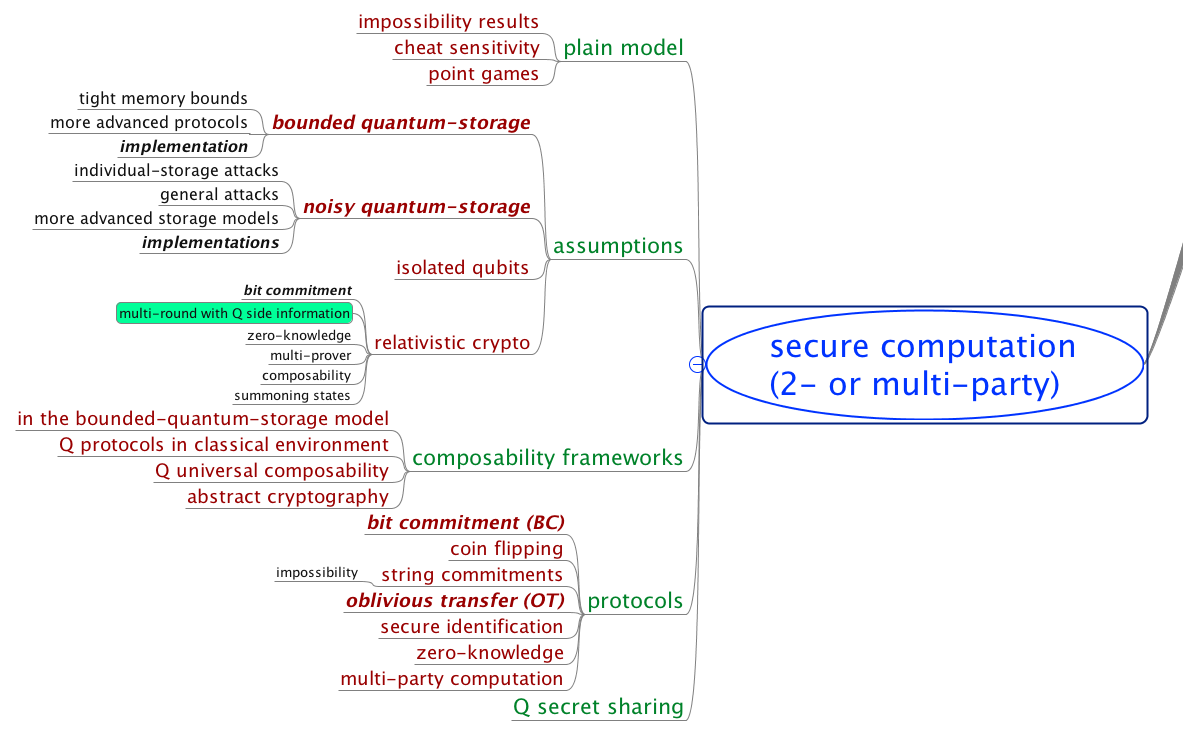 impossibility results
cheat sensitivity
point games
plain model
tight memory bounds
more advanced protocols
implementation
bounded quantum-storage
individual-storage attacks
general attacks
more advanced storage models
implementations
noisy quantum-storage
isolated qubits
assumptions
bit commitment
multi-round with Q side information
zero-knowledge
multi-prover
composability
summoning states
relativistic crypto
secure computation
(2- or multi-party)
in the bounded-quantum-storage model
Q protocols in classical environment
Q universal composability
abstract cryptography
composability frameworks
bit commitment (BC)
coin flipping
impossibility
string commitments
oblivious transfer (OT)
secure identification
zero-knowledge
multi-party computation
protocols
Q secret sharing